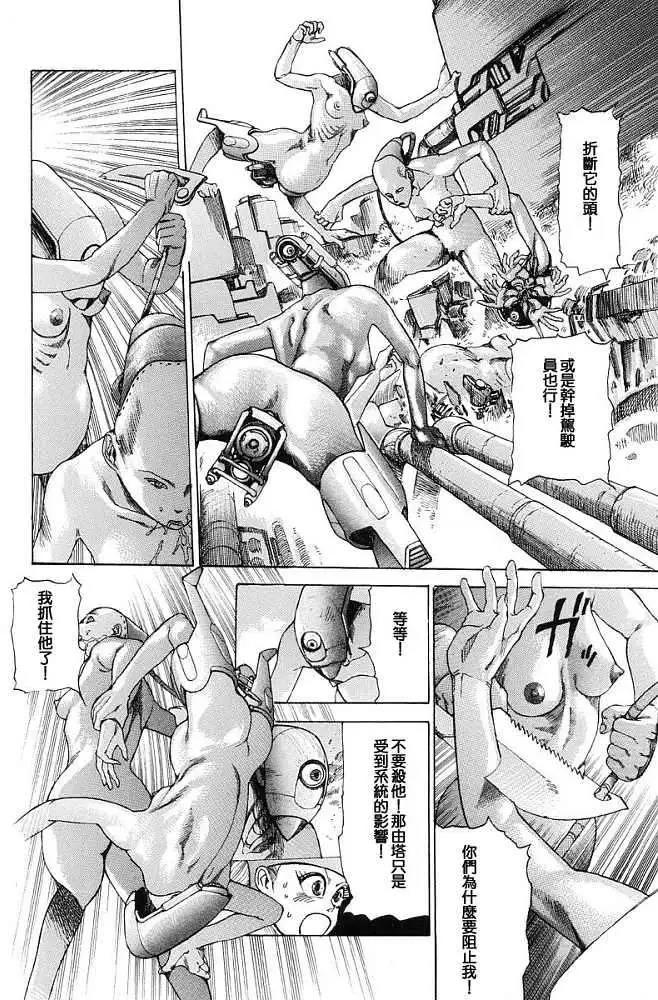 折斷它的頭！
或是幹掉駕駛
員也行！
ガッ
你們為什麼要阻止我！
等等！
不要殺他！那由塔只是
受到系統的影響！
我抓住他了！